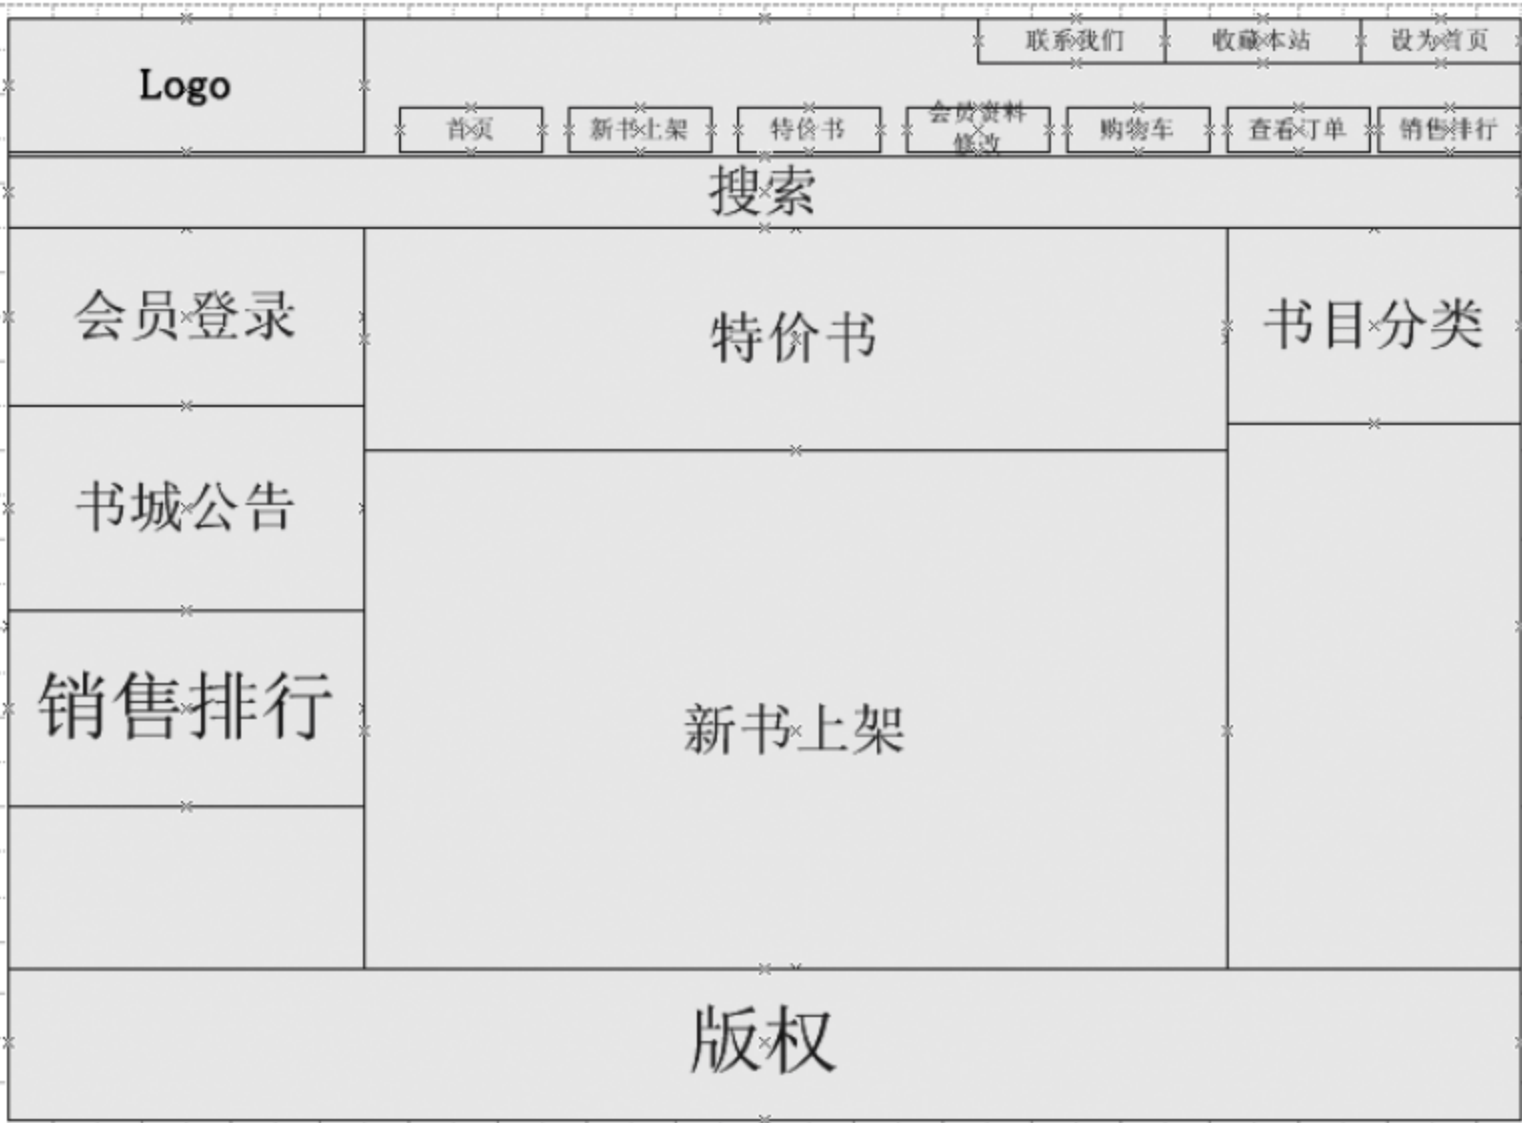 联系我们
收藏本站
设为首页
Logo
首页
新书上架
特价书
会员资料
修改
购物车
查看订单
销售排行
搜索
会员登录
特价书
书目分类
书城公告
销售排行
新书上架
版权